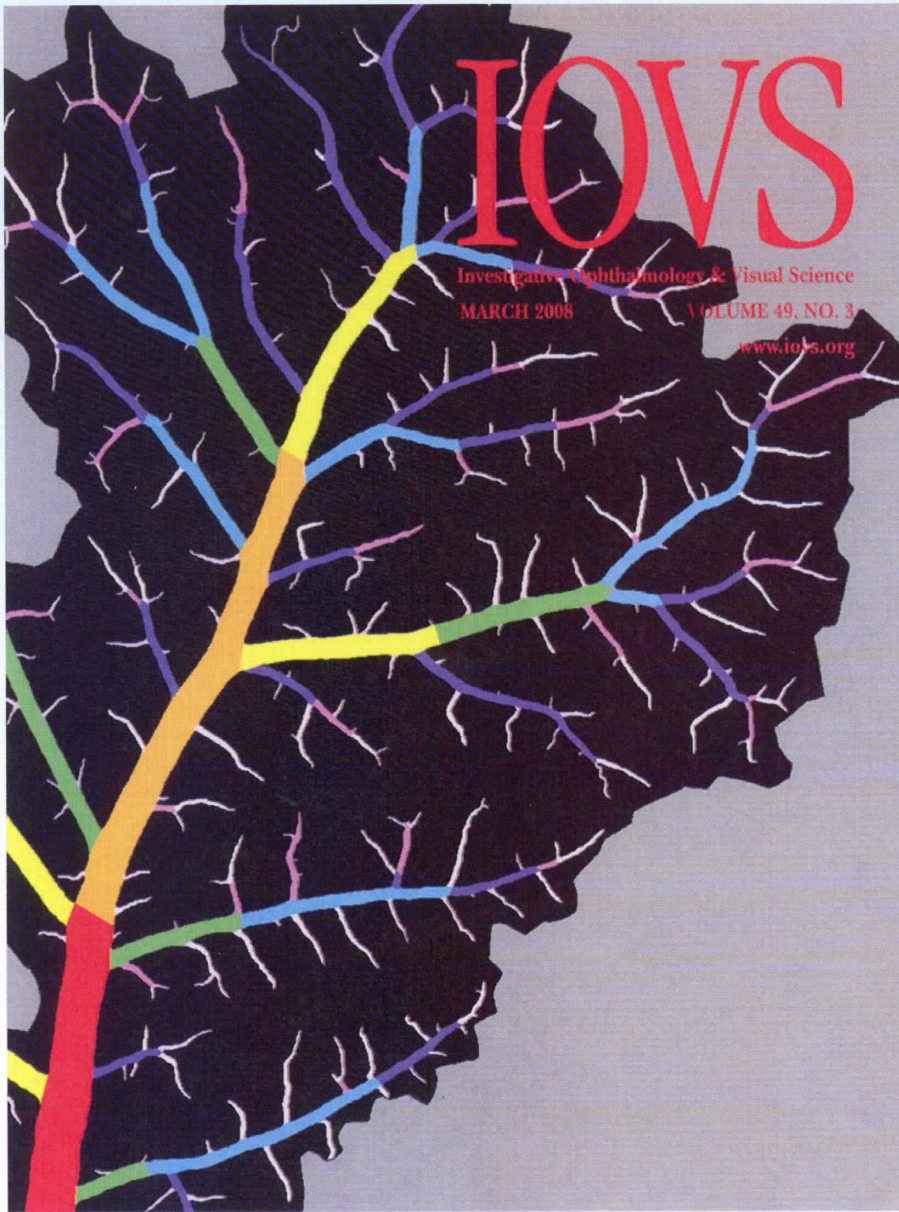 IOVS
Investigative Ophthalmology & Visual Science
MARCH 2008 VOLUME 49, NO. 3
www.iovs.org